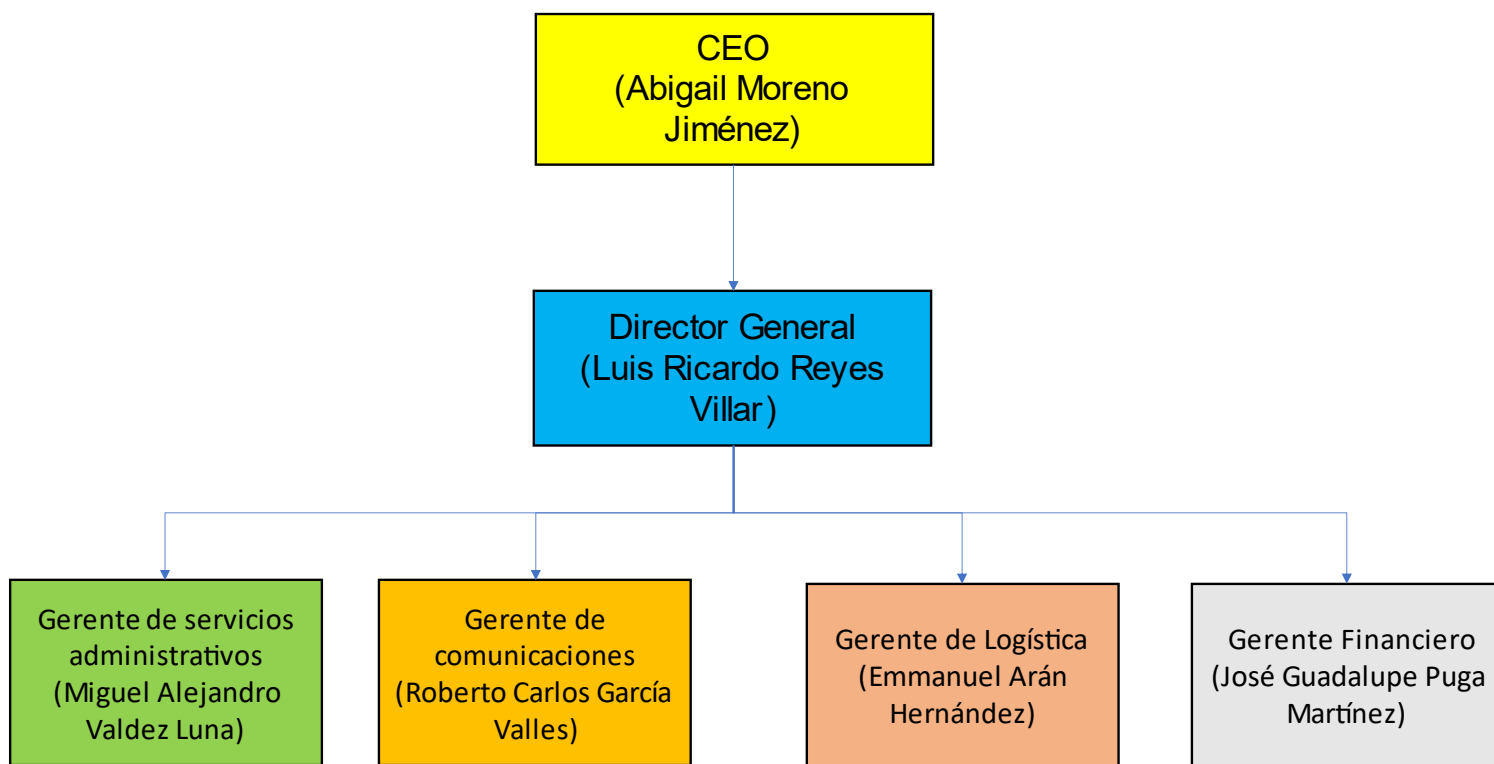 CEO
(Abigail Moreno
Jiménez)
Director General
(Luis Ricardo Reyes
Villar)
Gerente de servicios
administrativos
(Miguel Alejandro
Valdez Luna)
Gerente de
comunicaciones
(Roberto Carlos García
Valles)
Gerente de Logística
(Emmanuel Arán
Hernández)
Gerente Financiero
(José Guadalupe Puga
Martínez)